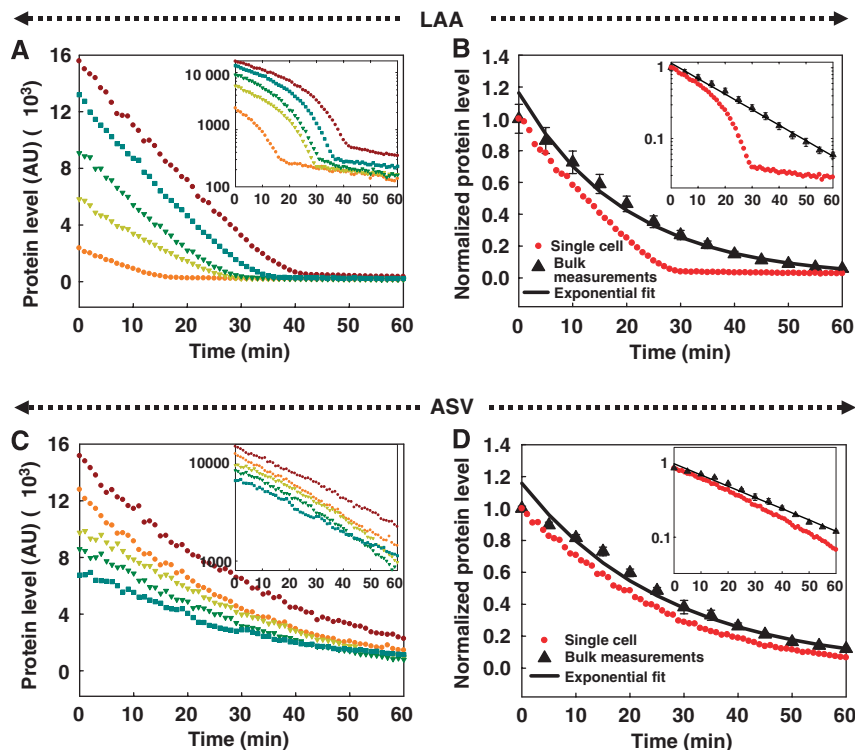 LAA
A
B
Protein level (AU) ( 10³)
16
12
8
4
0
0 10 20 30 40 50 60
Time (min)
10 000
1000
100
0 10 20 30 40 50 60
Normalized protein level
1.4
1.2
1.0
0.8
0.6
0.4
0.2
0.0
0 10 20 30 40 50 60
Time (min)
Single cell
Bulk
measurements
Exponential fit
1
0.1
0 10 20 30 40 50 60
ASV
C
D
Protein level (AU) ( 10³)
16
12
8
4
0
0 10 20 30 40 50 60
Time (min)
10000
1000
0 10 20 30 40 50 60
Normalized protein level
1.4
1.2
1.0
0.8
0.6
0.4
0.2
0.0
0 10 20 30 40 50 60
Time (min)
Single cell
Bulk measurements
Exponential fit
1
0.1
0 10 20 30 40 50 60